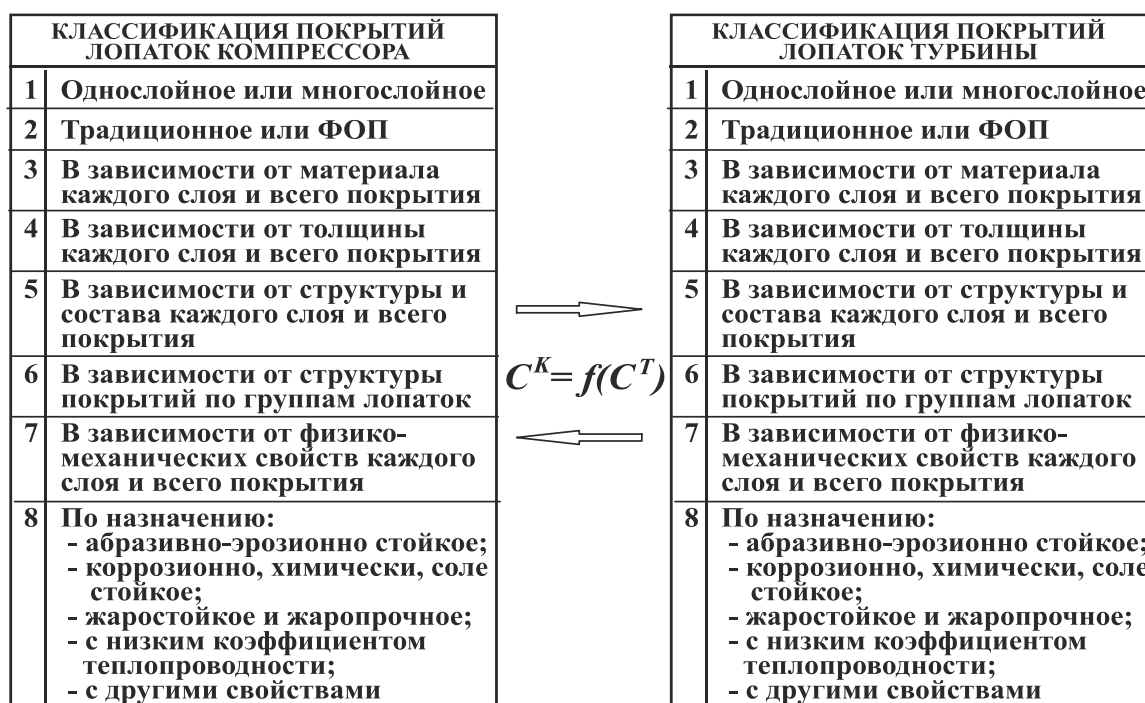 КЛАССИФИКАЦИЯ ПОКРЫТИЙ
ЛОПАТОК КОМПРЕССОРА
1 Однослойное или многослойное
2 Традиционное или ФОП
3 В зависимости от материала
каждого слоя и всего покрытия
4 В зависимости от толщины
каждого слоя и всего покрытия
5 В зависимости от структуры и
состава каждого слоя и всего
покрытия
6 В зависимости от структуры
покрытий по группам лопаток
7 В зависимости от физико-
механических свойств каждого
слоя и всего покрытия
8 По назначению:
- абразивно-эрозионно стойкое;
- коррозионно, химически, соле
стойкое;
- жаростойкое и жаропрочное;
- с низким коэффициентом
теплопроводности;
- с другими свойствами
C^K= f(C^T)
КЛАССИФИКАЦИЯ ПОКРЫТИЙ
ЛОПАТОК ТУРБИНЫ
1 Однослойное или многослойное
2 Традиционное или ФОП
3 В зависимости от материала
каждого слоя и всего покрытия
4 В зависимости от толщины
каждого слоя и всего покрытия
5 В зависимости от структуры и
состава каждого слоя и всего
покрытия
6 В зависимости от структуры
покрытий по группам лопаток
7 В зависимости от физико-
механических свойств каждого
слоя и всего покрытия
8 По назначению:
- абразивно-эрозионно стойкое;
- коррозионно, химически, соле
стойкое;
- жаростойкое и жаропрочное;
- с низким коэффициентом
теплопроводности;
- с другими свойствами